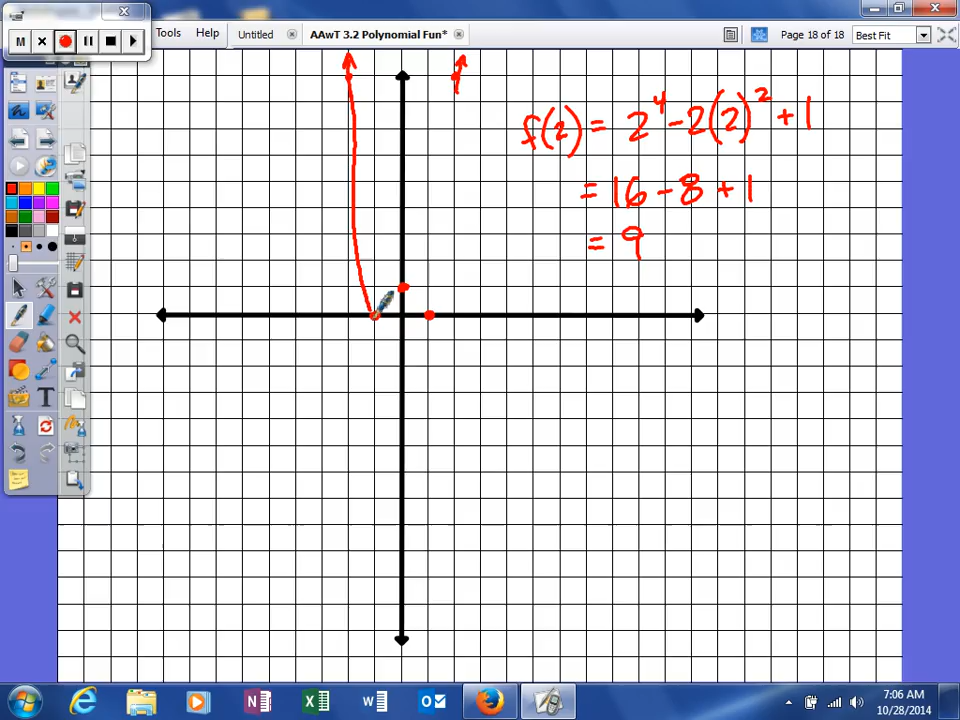 M
Tools Help Untitled AAwT 3.2 Polynomial Fun* Page 18 of 18 Best Fit
f(2) = 2⁴ - 2(2)² + 1
= 16 - 8 + 1
= 9
T
7:06 AM
10/28/2014